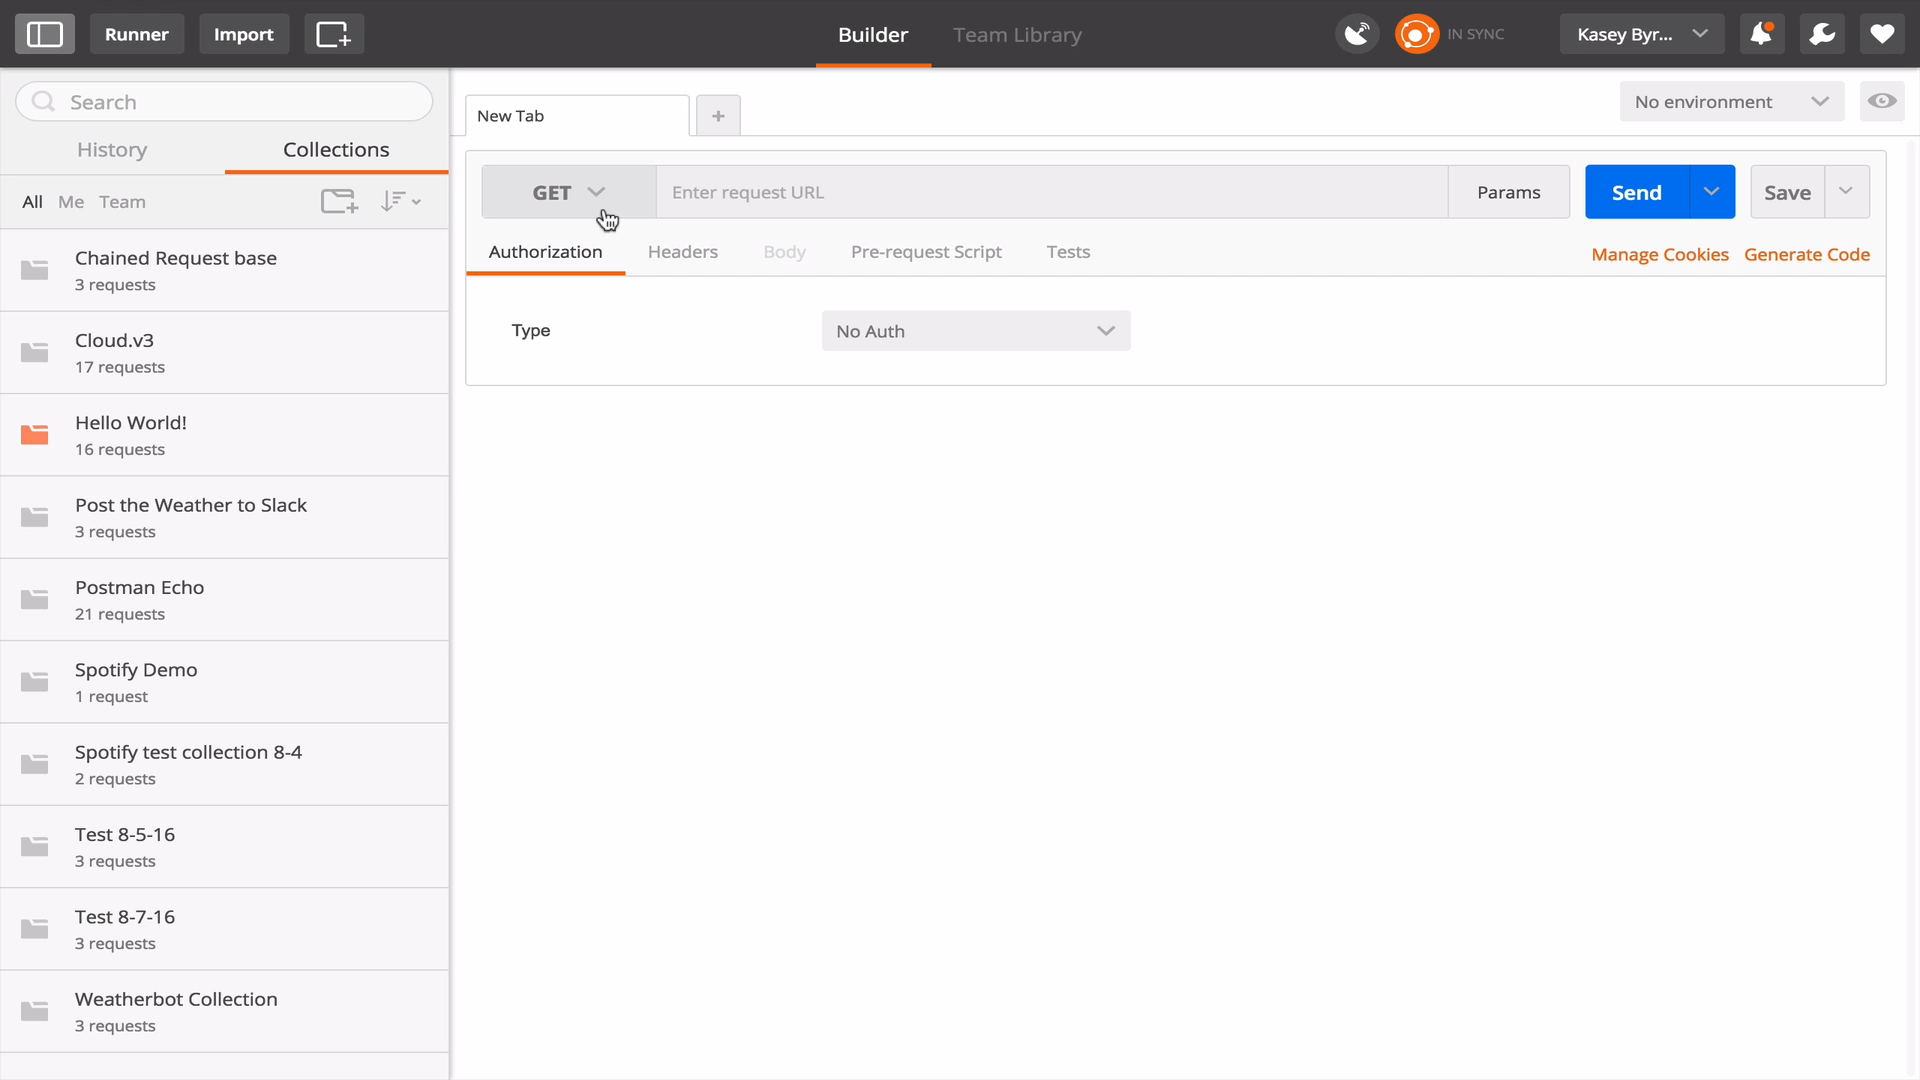 Runner
Import
Builder
Team Library
IN SYNC
Kasey Byr...
Search
History
Collections
All
Me
Team
Chained Request base
3 requests
Cloud.v3
17 requests
Hello World!
16 requests
Post the Weather to Slack
3 requests
Postman Echo
21 requests
Spotify Demo
1 request
Spotify test collection 8-4
2 requests
Test 8-5-16
3 requests
Test 8-7-16
3 requests
Weatherbot Collection
3 requests
New Tab
No environment
GET
Enter request URL
Params
Send
Save
Authorization
Headers
Body
Pre-request Script
Tests
Manage Cookies
Generate Code
Type
No Auth